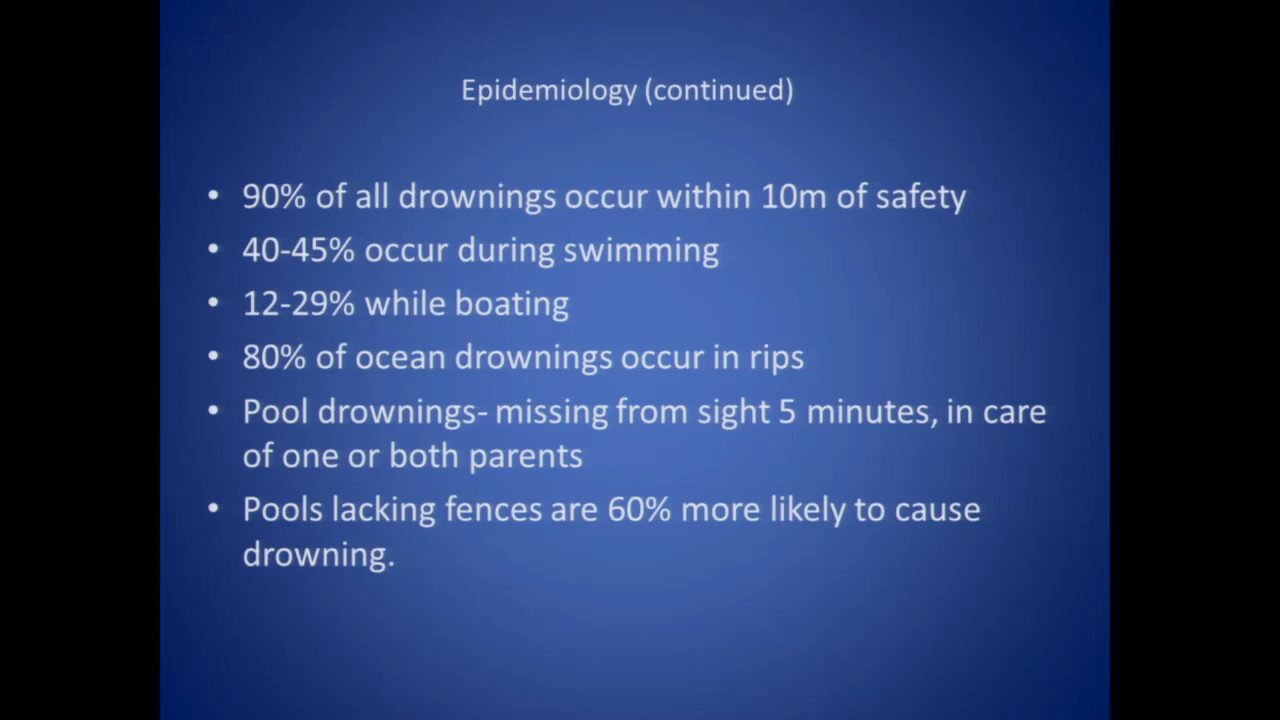 Epidemiology (continued)
• 90% of all drownings occur within 10m of safety
• 40-45% occur during swimming
• 12-29% while boating
• 80% of ocean drownings occur in rips
• Pool drownings- missing from sight 5 minutes, in care
of one or both parents
• Pools lacking fences are 60% more likely to cause
drowning.